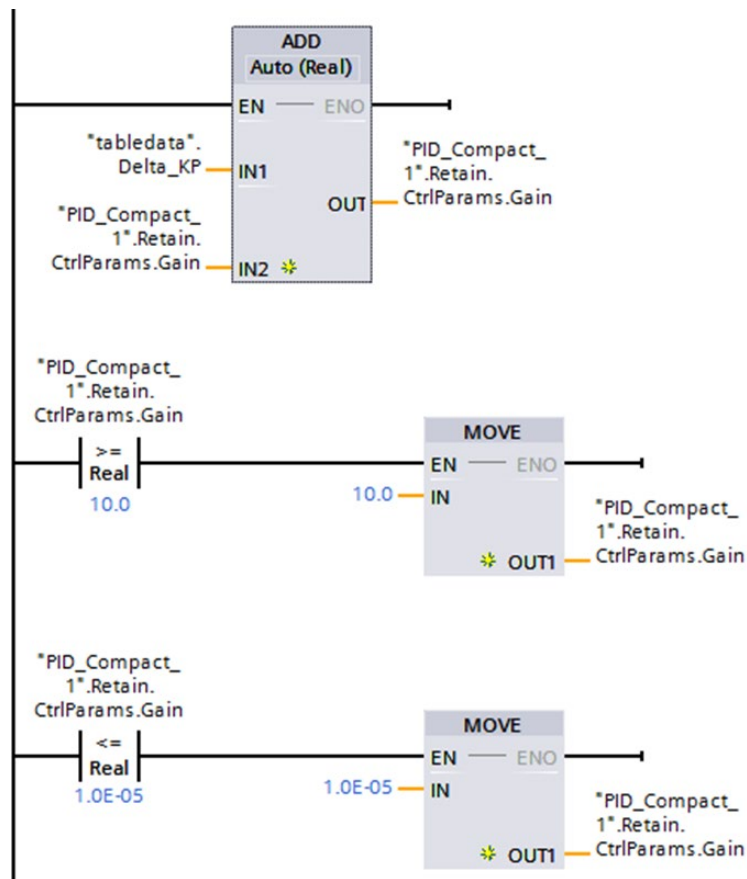 ADD
Auto (Real)
EN ENO
"tabledata".
Delta_KP
IN1
"PID_Compact_
1".Retain.
CtrlParams.Gain
OUT
"PID_Compact_
1".Retain.
CtrlParams.Gain
IN2
"PID_Compact_
1".Retain.
CtrlParams.Gain
>=
Real
10.0
MOVE
EN ENO
10.0 IN
OUT1
"PID_Compact_
1".Retain.
CtrlParams.Gain
"PID_Compact_
1".Retain.
CtrlParams.Gain
<=
Real
1.0E-05
MOVE
EN ENO
1.0E-05 IN
OUT1
"PID_Compact_
1".Retain.
CtrlParams.Gain